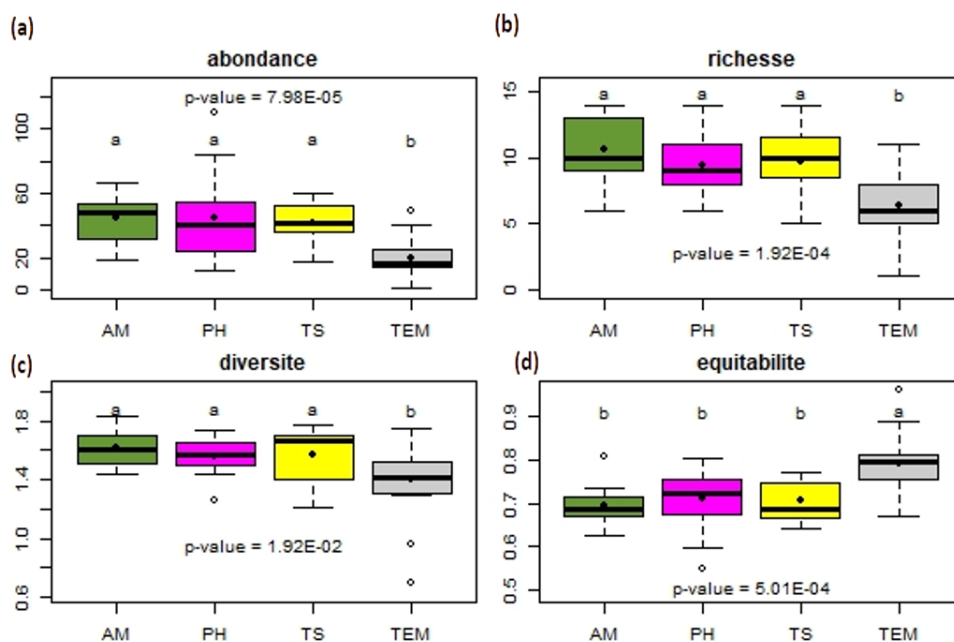 (a)
abondance
p-value = 7.98E-05
a a a b
100
60
20
0
AM PH TS TEM
(b)
richesse
a a a b
15
10
5
0
p-value = 1.92E-04
AM PH TS TEM
(c)
diversite
a a a b
1.8
1.4
1.0
0.6
p-value = 1.92E-02
AM PH TS TEM
(d)
equitabilite
b b b a
0.9
0.8
0.7
0.6
0.5
p-value = 5.01E-04
AM PH TS TEM